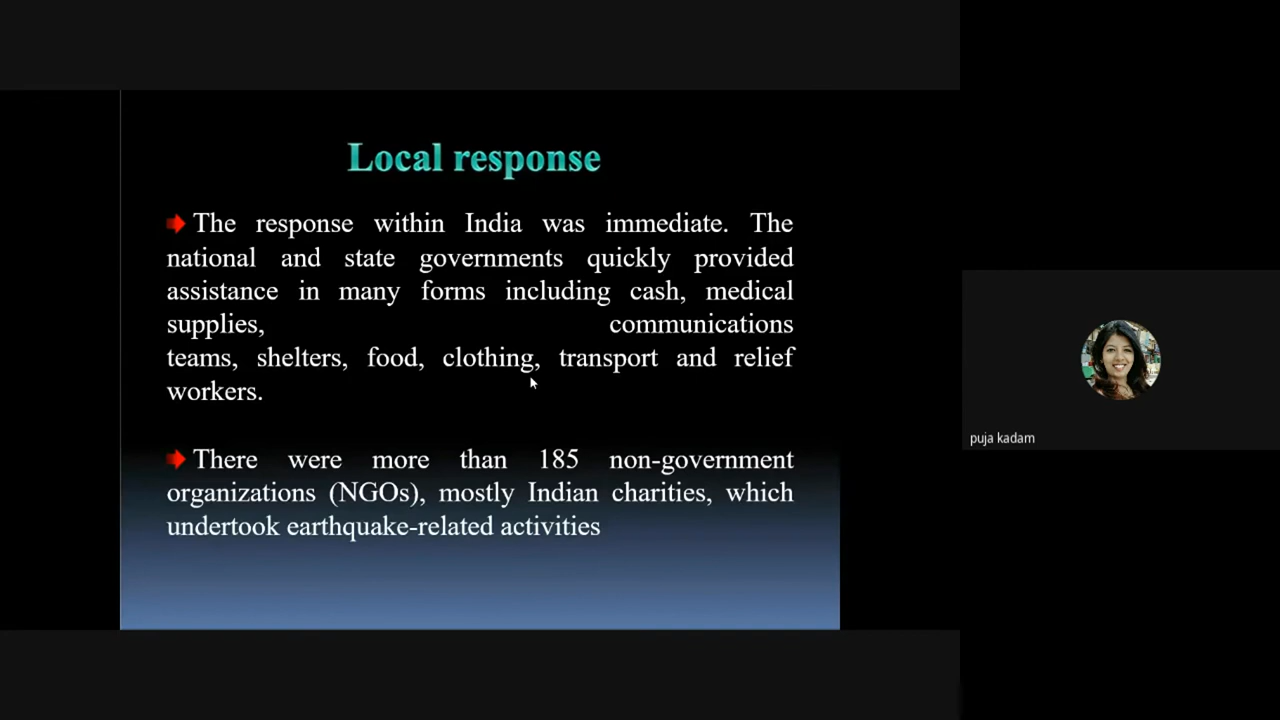 Local response
The response within India was immediate. The
national and state governments quickly provided
assistance in many forms including cash, medical
supplies, communications
teams, shelters, food, clothing, transport and relief
workers.
There were more than 185 non-government
organizations (NGOs), mostly Indian charities, which
undertook earthquake-related activities
puja kadam